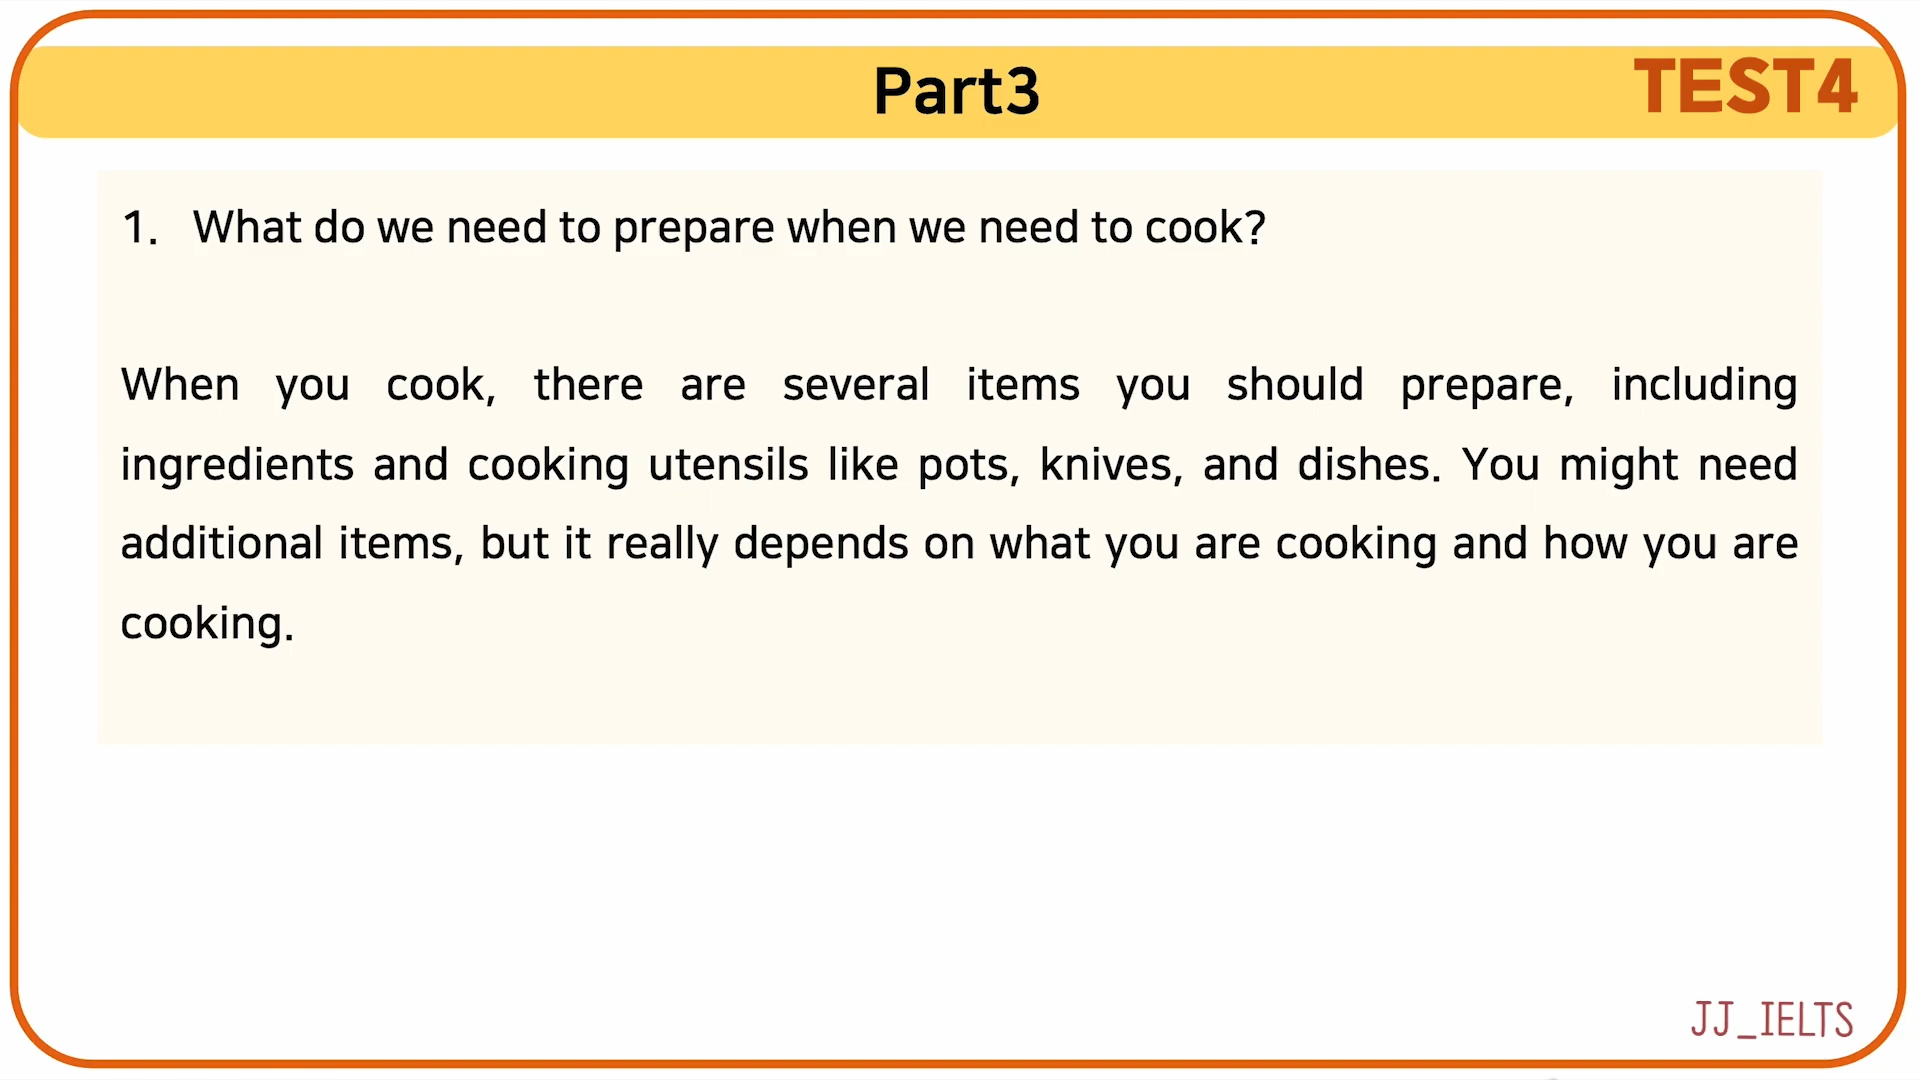 Part3
TEST4
1. What do we need to prepare when we need to cook?
When you cook, there are several items you should prepare, including
ingredients and cooking utensils like pots, knives, and dishes. You might need
additional items, but it really depends on what you are cooking and how you are
cooking.
JJ_IELTS